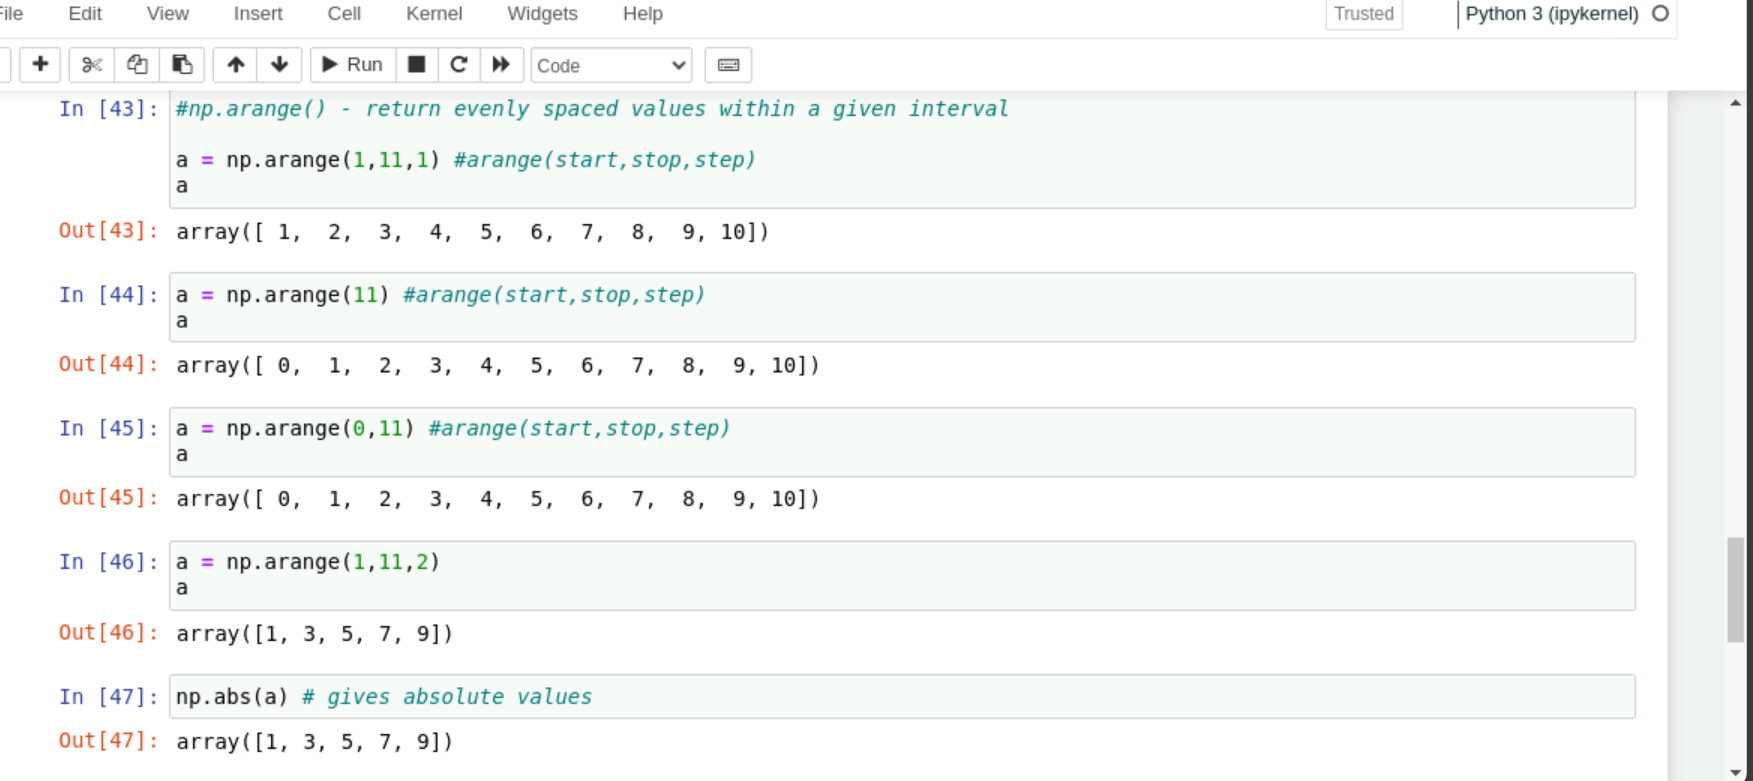 File Edit View Insert Cell Kernel Widgets Help Trusted Python 3 (ipykernel)
Run Code
In [43]: #np.arange() - return evenly spaced values within a given interval
a = np.arange(1,11,1) #arange(start,stop,step)
a
Out[43]: array([ 1,  2,  3,  4,  5,  6,  7,  8,  9, 10])
In [44]: a = np.arange(11) #arange(start,stop,step)
a
Out[44]: array([ 0,  1,  2,  3,  4,  5,  6,  7,  8,  9, 10])
In [45]: a = np.arange(0,11) #arange(start,stop,step)
a
Out[45]: array([ 0,  1,  2,  3,  4,  5,  6,  7,  8,  9, 10])
In [46]: a = np.arange(1,11,2)
a
Out[46]: array([1, 3, 5, 7, 9])
In [47]: np.abs(a) # gives absolute values
Out[47]: array([1, 3, 5, 7, 9])